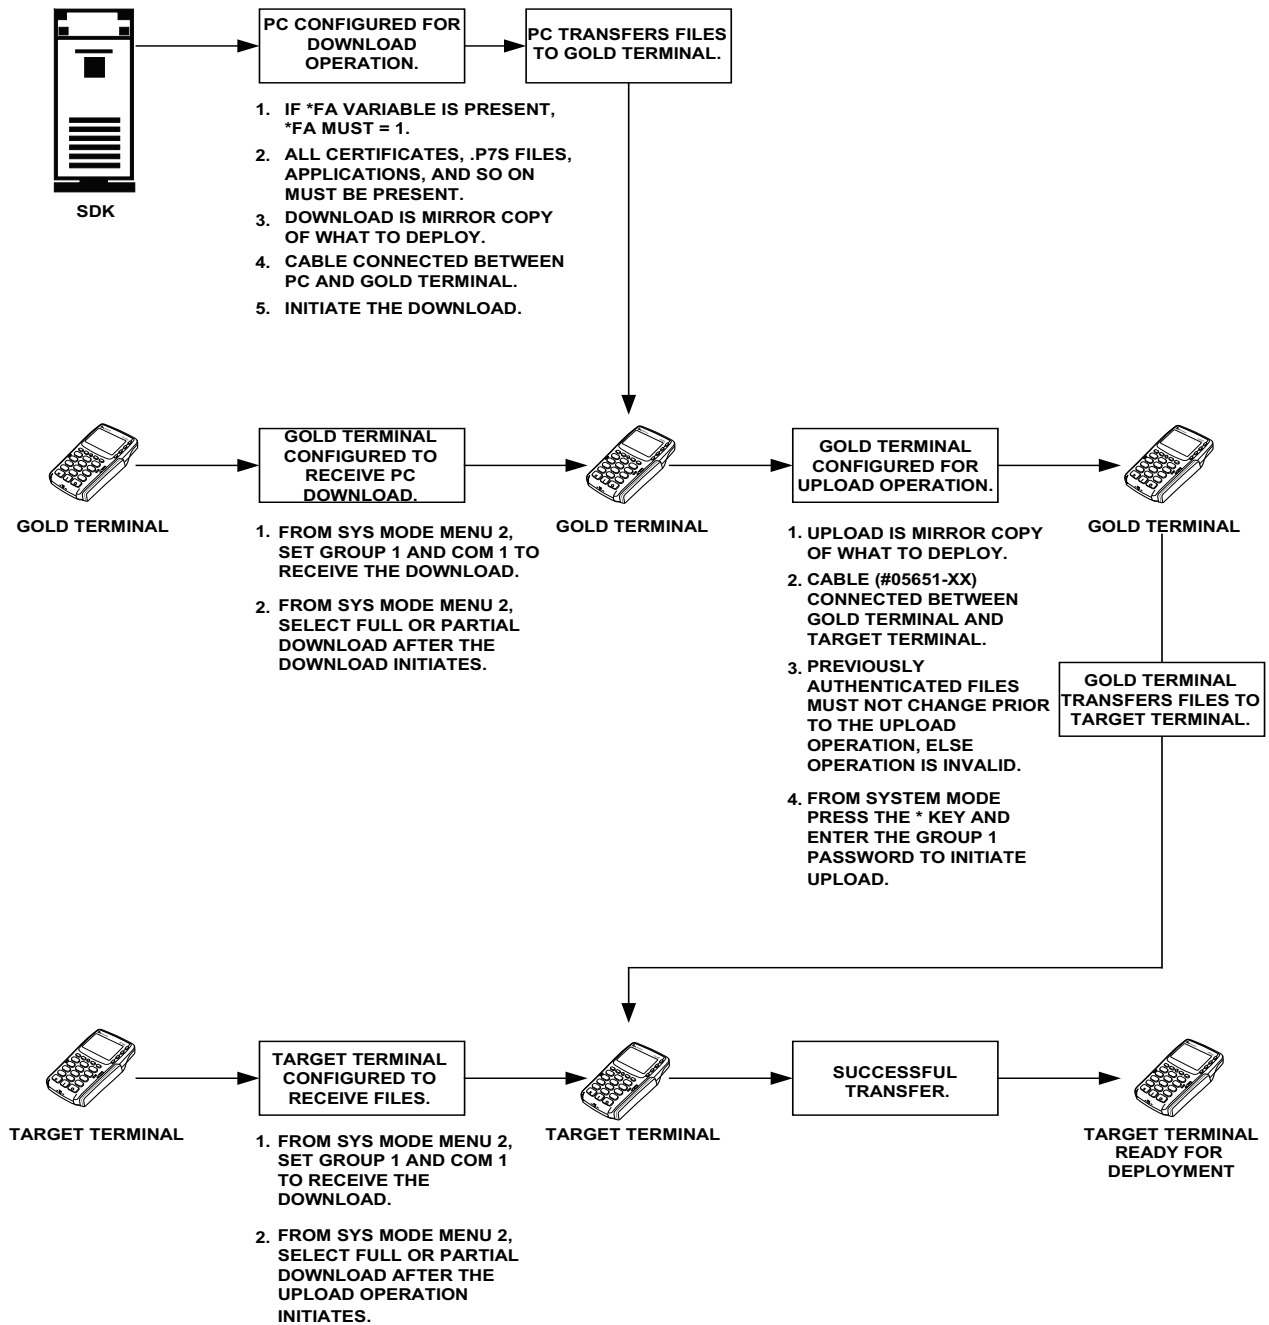 PC CONFIGURED FOR
DOWNLOAD
OPERATION.
PC TRANSFERS FILES
TO GOLD TERMINAL.
SDK
1. IF *FA VARIABLE IS PRESENT,
*FA MUST = 1.
2. ALL CERTIFICATES, .P7S FILES,
APPLICATIONS, AND SO ON
MUST BE PRESENT.
3. DOWNLOAD IS MIRROR COPY
OF WHAT TO DEPLOY.
4. CABLE CONNECTED BETWEEN
PC AND GOLD TERMINAL.
5. INITIATE THE DOWNLOAD.
GOLD TERMINAL
GOLD TERMINAL
CONFIGURED TO
RECEIVE PC
DOWNLOAD.
1. FROM SYS MODE MENU 2,
SET GROUP 1 AND COM 1 TO
RECEIVE THE DOWNLOAD.
2. FROM SYS MODE MENU 2,
SELECT FULL OR PARTIAL
DOWNLOAD AFTER THE
DOWNLOAD INITIATES.
GOLD TERMINAL
GOLD TERMINAL
CONFIGURED FOR
UPLOAD OPERATION.
1. UPLOAD IS MIRROR COPY
OF WHAT TO DEPLOY.
2. CABLE (#05651-XX)
CONNECTED BETWEEN
GOLD TERMINAL AND
TARGET TERMINAL.
3. PREVIOUSLY
AUTHENTICATED FILES
MUST NOT CHANGE PRIOR
TO THE UPLOAD
OPERATION, ELSE
OPERATION IS INVALID.
4. FROM SYSTEM MODE
PRESS THE * KEY AND
ENTER THE GROUP 1
PASSWORD TO INITIATE
UPLOAD.
GOLD TERMINAL
GOLD TERMINAL
TRANSFERS FILES TO
TARGET TERMINAL.
TARGET TERMINAL
TARGET TERMINAL
CONFIGURED TO
RECEIVE FILES.
1. FROM SYS MODE MENU 2,
SET GROUP 1 AND COM 1
TO RECEIVE THE
DOWNLOAD.
2. FROM SYS MODE MENU 2,
SELECT FULL OR PARTIAL
DOWNLOAD AFTER THE
UPLOAD OPERATION
INITIATES.
TARGET TERMINAL
SUCCESSFUL
TRANSFER.
TARGET TERMINAL
READY FOR
DEPLOYMENT